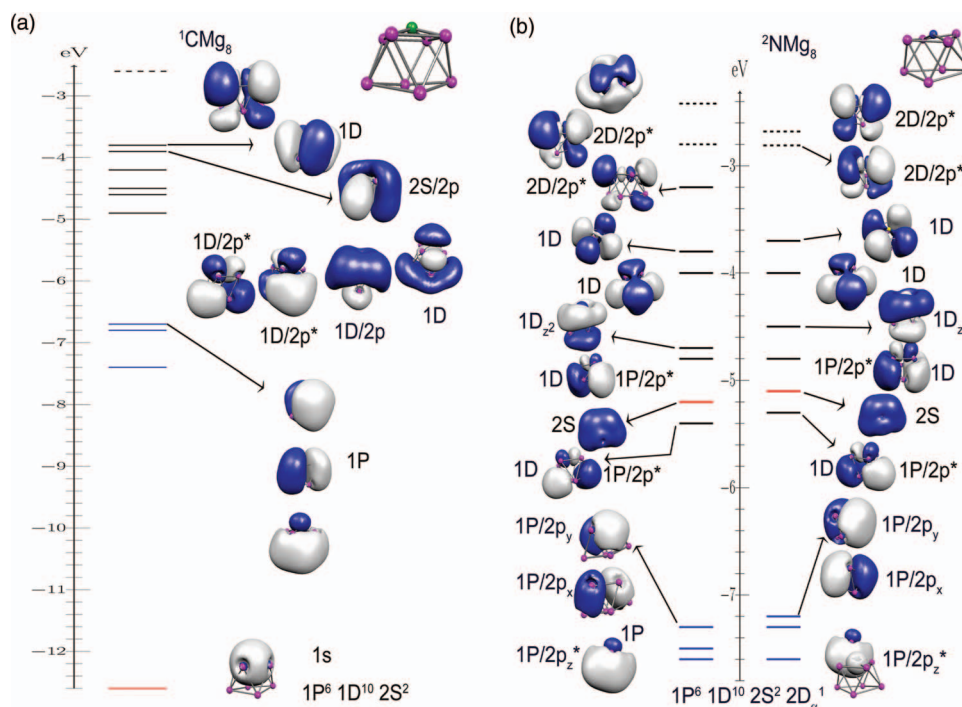 (a)
eV
¹CMg₈
−3
−4
−5
−6
−7
−8
−9
−10
−11
−12
1D
2S/2p
1D/2p*
1D/2p*
1D/2p
1D
1P
1s
1P⁶ 1D¹⁰ 2S²
(b)
eV
²NMg₈
−3
−4
−5
−6
−7
2D/2p*
2D/2p*
1D
1D
1D_z²
1D 1P/2p*
2S
1D 1P/2p*
1P/2p_y
1P/2p_x
1P
1P/2p_z*
2D/2p*
2D/2p*
1D
1D
1D_z
1P/2p* 1D
2S
1D 1P/2p*
1P/2p_y
1P/2p_x
1P/2p_z*
1P⁶ 1D¹⁰ 2S² 2D_α¹